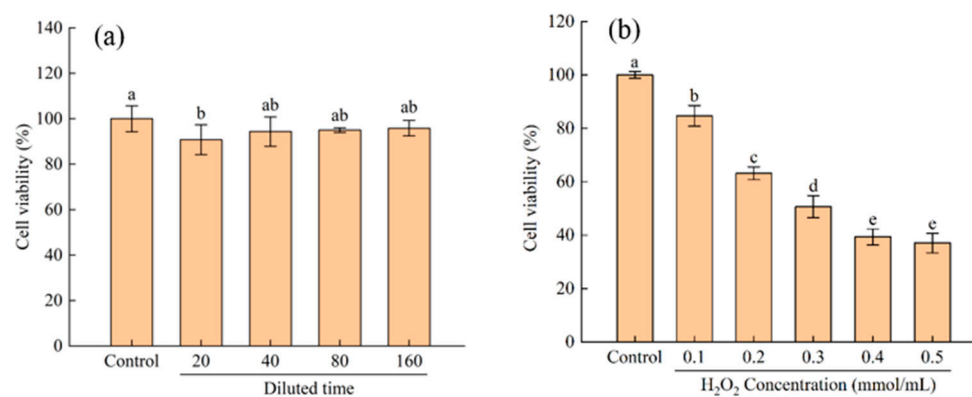 (a)
140
120
100
80
60
40
20
0
Cell viability (%)
a
b
ab
ab
ab
Control 20 40 80 160
Diluted time
(b)
120
100
80
60
40
20
0
Cell viability (%)
a
b
c
d
e
e
Control 0.1 0.2 0.3 0.4 0.5
H₂O₂ Concentration (mmol/mL)